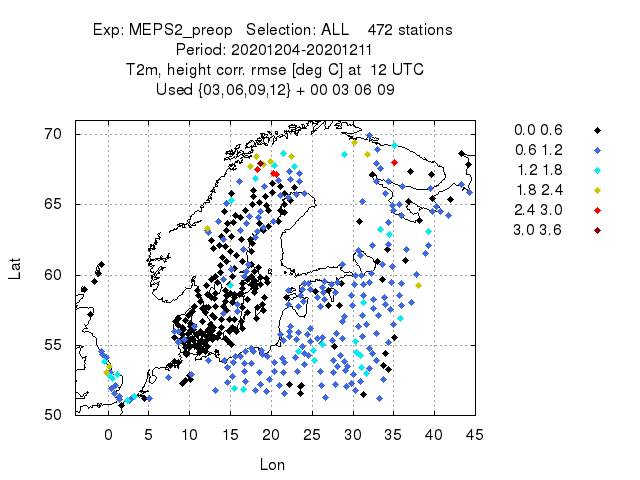 Exp: MEPS2_preop   Selection: ALL    472 stations
Period: 20201204-20201211
T2m, height corr. rmse [deg C] at  12 UTC
Used {03,06,09,12} + 00 03 06 09
70
65
60
55
50
Lat
0 5 10 15 20 25 30 35 40 45
Lon
0.0 0.6
0.6 1.2
1.2 1.8
1.8 2.4
2.4 3.0
3.0 3.6